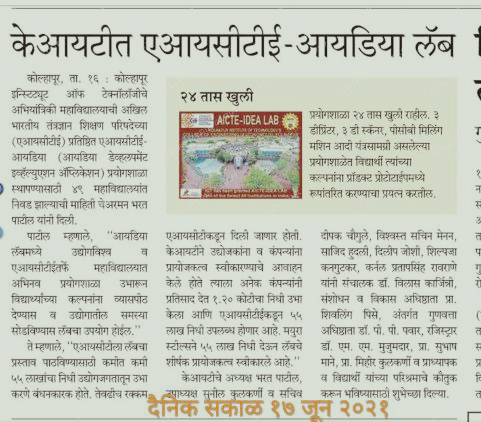 केआयटीत एआयसीटीई-आयडिया लॅब
कोल्हापूर, ता. १६ : कोल्हापूर
इन्स्टिट्यूट ऑफ टेक्नॉलॉजीचे
अभियांत्रिकी महाविद्यालयाची अखिल
भारतीय तंत्रज्ञान शिक्षण परिषदेच्या
(एआयसीटीई) प्रतिष्ठित एआयसीटीई-
आयडिया (आयडिया डेव्हलपमेंट
इव्हॅल्युएशन ॲप्लिकेशन) प्रयोगशाळा
स्थापण्यासाठी ४९ महाविद्यालयांत
निवड झाल्याची माहिती चेअरमन भरत
पाटील यांनी दिली.
पाटील म्हणाले, ‘‘आयडिया
लॅबमध्ये उद्योगविश्व व
एआयसीटीईतर्फे महाविद्यालयात
अभिनव प्रयोगशाळा उभारून
विद्यार्थ्यांच्या कल्पनांना व्यासपीठ
देण्यास व उद्योगातील समस्या
सोडविण्यास लॅबचा उपयोग होईल.’’
ते म्हणाले, ‘‘एआयसीटीला लॅबचा
प्रस्ताव पाठविण्यासाठी कमीत कमी
५५ लाखांचा निधी उद्योगजगतातून उभा
करणे बंधनकारक होते. तेवढीच रक्कम
२४ तास खुली
AICTE-IDEA LAB
प्रयोगशाळा २४ तास खुली राहील. ३
डीप्रिंटर, ३ डी स्कॅनर, पीसीबी मिलिंग
मशिन आदी यंत्रसामग्री असलेल्या
प्रयोगशाळेत विद्यार्थी त्यांच्या
कल्पनांना प्रॉडक्ट प्रोटोटाईपमध्ये
रूपांतरित करण्याचा प्रयत्न करतील.
एआयसीटीकडून दिली जाणार होती.
केआयटीने उद्योजकांना व कंपन्यांना
प्रायोजकत्व स्वीकारण्याचे आवाहन
केले होते त्याला अनेक कंपन्यांनी
प्रतिसाद देत १.२० कोटीचा निधी उभा
केला आणि एआयसीटीईकडून ५५
लाख निधी उपलब्ध होणार आहे. मयुरा
स्टील्सने ५५ लाख निधी देऊन लॅबचे
शीर्षक प्रायोजकत्व स्वीकारले आहे.’’
केआयटीचे अध्यक्ष भरत पाटील,
उपाध्यक्ष सुनील कुलकर्णी व सचिव
दीपक चौगुले, विश्वस्त सचिन मेनन,
साजिद हुदली, दिलीप जोशी, शिल्पजा
कनगुटकर, कर्नल प्रतापसिंह रावराणे
यांनी संचालक डॉ. विलास कार्जिन्नी,
संशोधन व विकास अधिष्ठाता प्रा.
शिवलिंग पिसे, अंतर्गत गुणवत्ता
अधिष्ठाता डॉ. पी. पी. पवार, रजिस्ट्रार
डॉ. एम. एम. मुजुमदार, प्रा. सुभाष
माने, प्रा. मिहीर कुलकर्णी व प्राध्यापक
व विद्यार्थी यांच्या परिश्रमाचे कौतुक
करून भविष्यासाठी शुभेच्छा दिल्या.
दैनिक सकाळ १७ जून २०२१